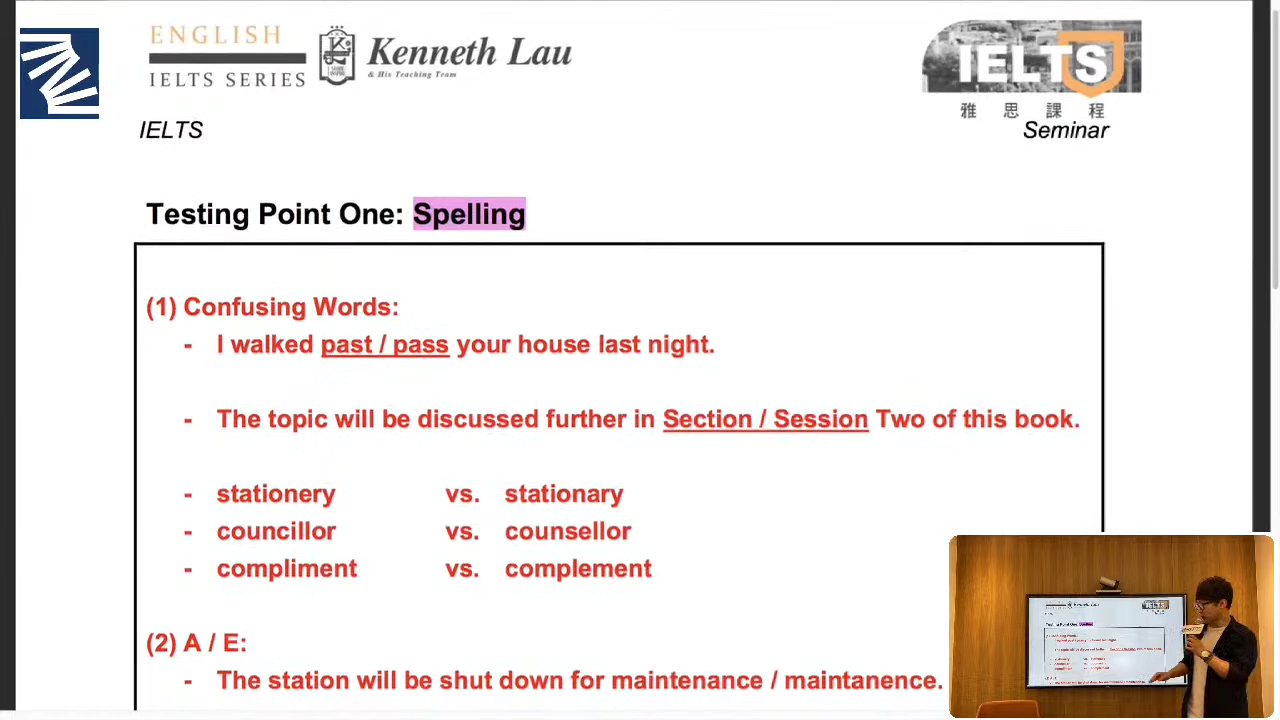 ENGLISH
IELTS SERIES
Kenneth Lau
& His Teaching Team
IELTS
雅思課程
IELTS
Seminar
Testing Point One: Spelling
(1) Confusing Words:
- I walked past / pass your house last night.
- The topic will be discussed further in Section / Session Two of this book.
- stationery vs. stationary
- councillor vs. counsellor
- compliment vs. complement
(2) A / E:
- The station will be shut down for maintenance / maintanence.